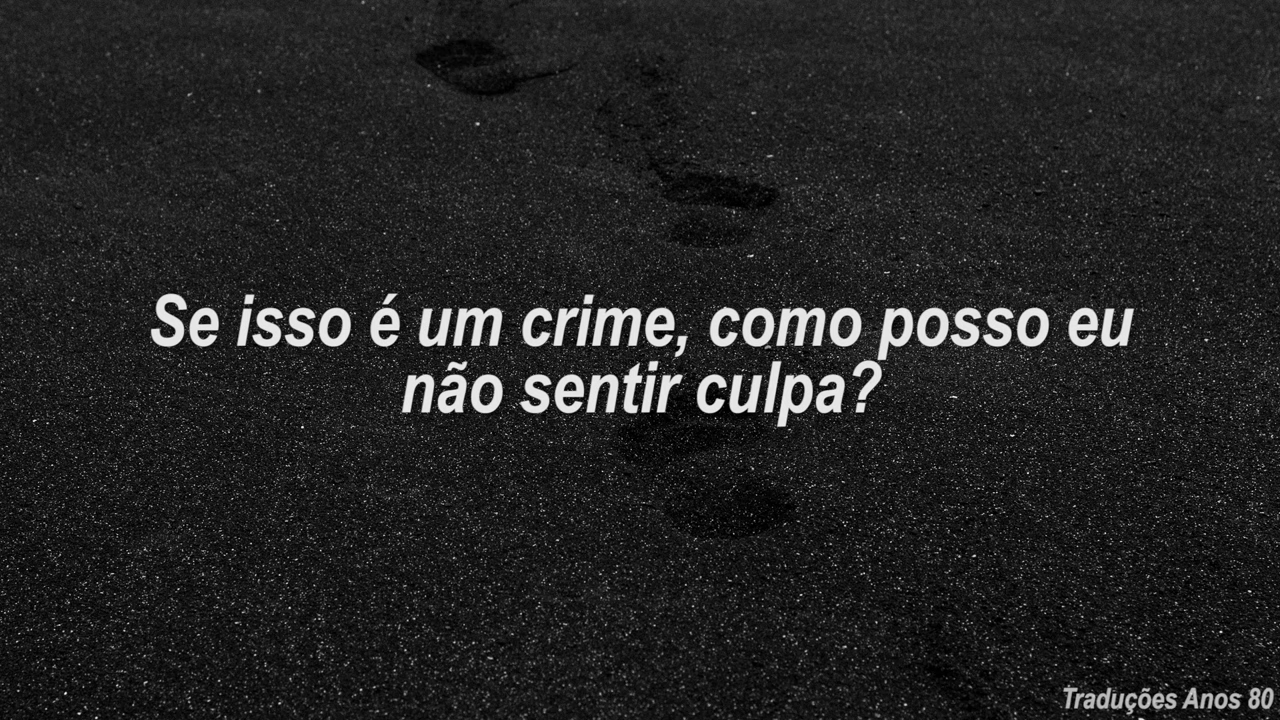 Se isso é um crime, como posso eu
não sentir culpa?
Traduções Anos 80